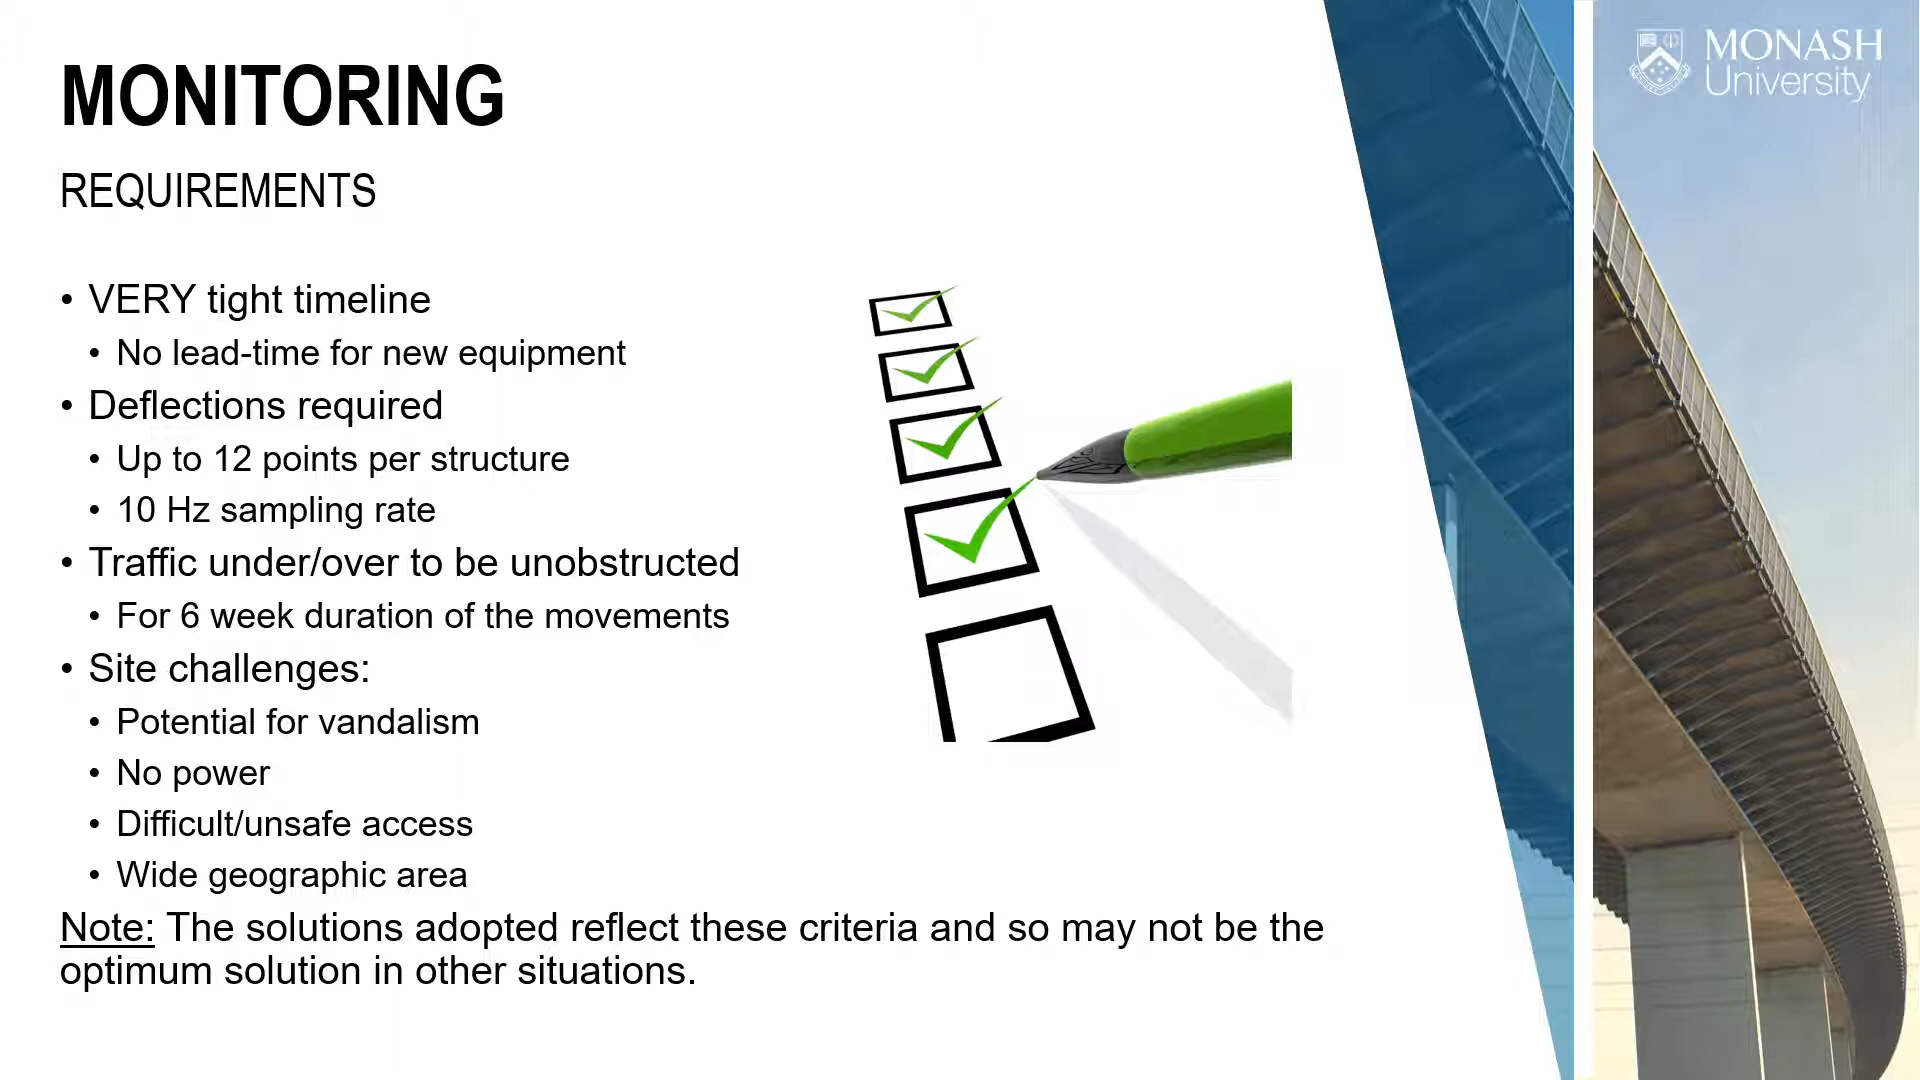 MONITORING
REQUIREMENTS
• VERY tight timeline
• No lead-time for new equipment
• Deflections required
• Up to 12 points per structure
• 10 Hz sampling rate
• Traffic under/over to be unobstructed
• For 6 week duration of the movements
• Site challenges:
• Potential for vandalism
• No power
• Difficult/unsafe access
• Wide geographic area
Note: The solutions adopted reflect these criteria and so may not be the
optimum solution in other situations.
MONASH
University